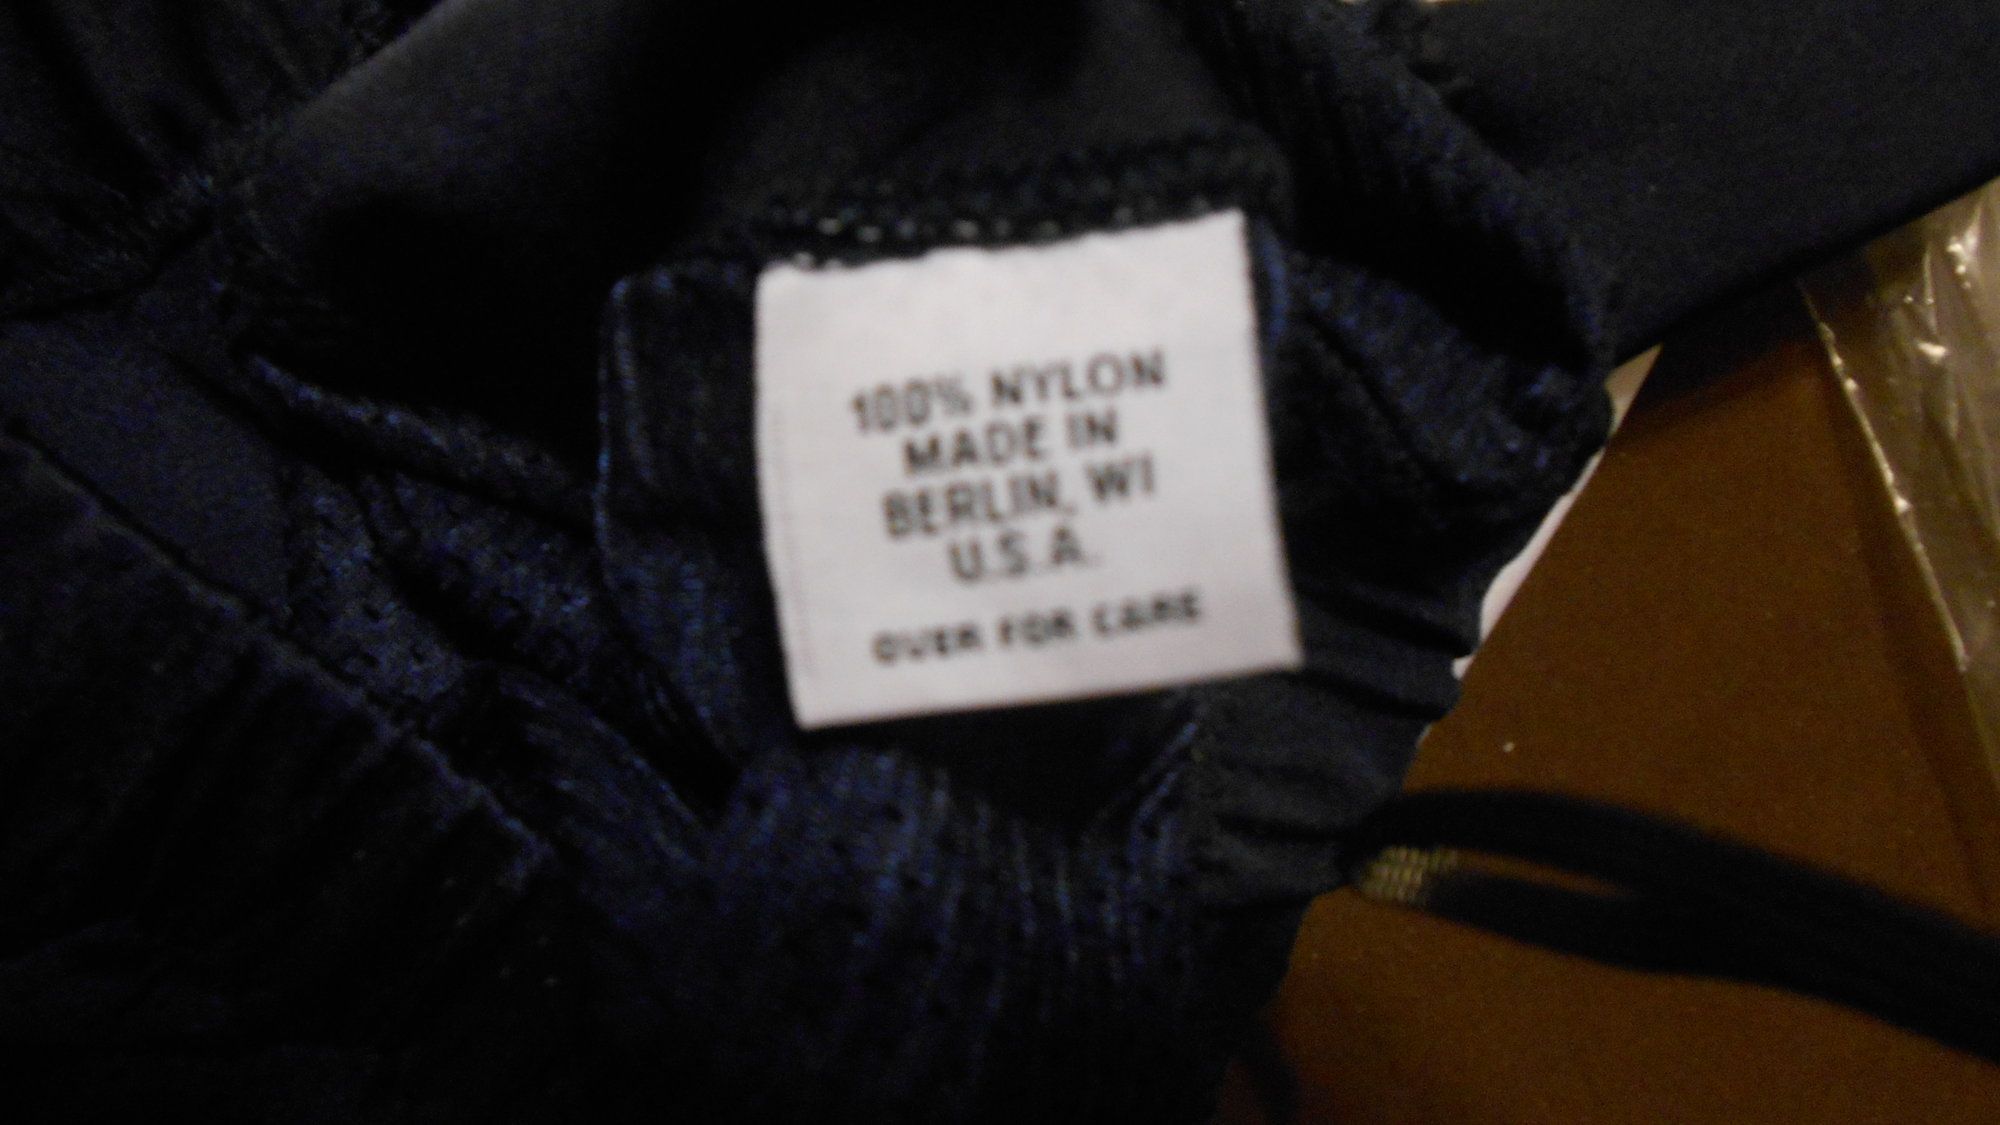 100% NYLON
MADE IN
BERLIN, WI
U.S.A.
OVER FOR CARE